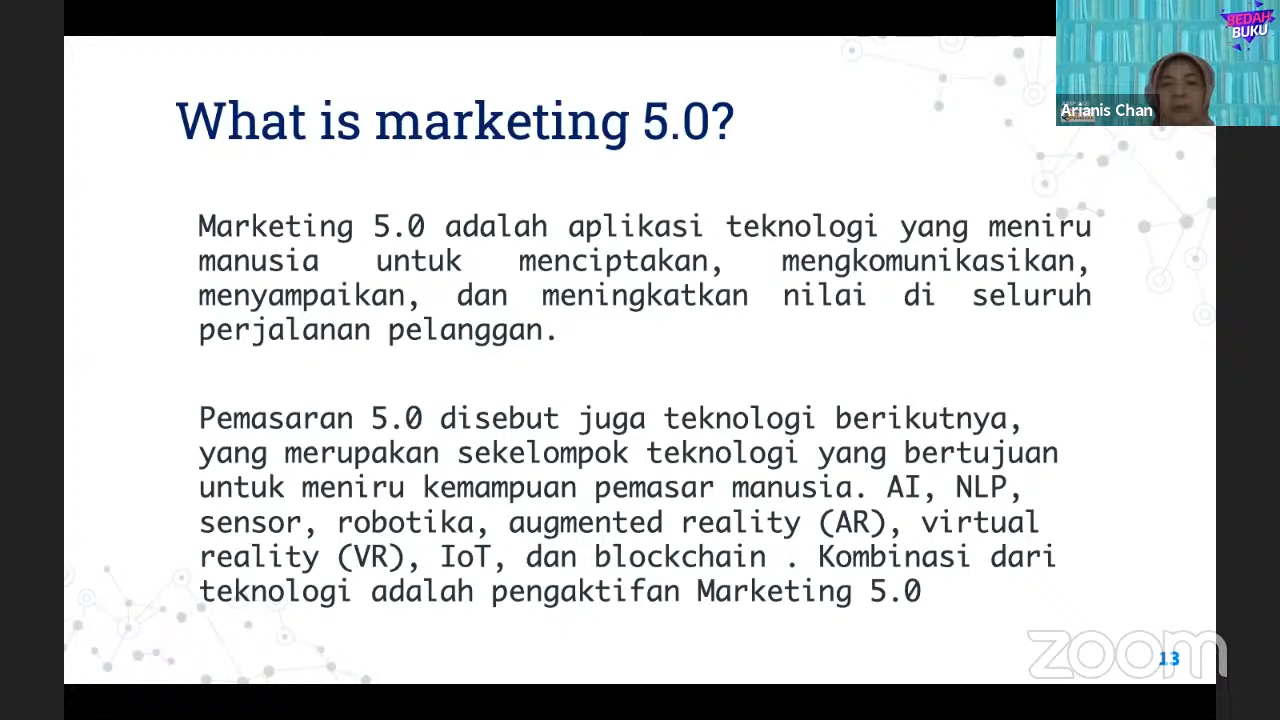 BEDAH
BUKU
Arianis Chan
What is marketing 5.0?
Marketing 5.0 adalah aplikasi teknologi yang meniru
manusia untuk menciptakan, mengkomunikasikan,
menyampaikan, dan meningkatkan nilai di seluruh
perjalanan pelanggan.
Pemasaran 5.0 disebut juga teknologi berikutnya,
yang merupakan sekelompok teknologi yang bertujuan
untuk meniru kemampuan pemasar manusia. AI, NLP,
sensor, robotika, augmented reality (AR), virtual
reality (VR), IoT, dan blockchain . Kombinasi dari
teknologi adalah pengaktifan Marketing 5.0
zoom
13